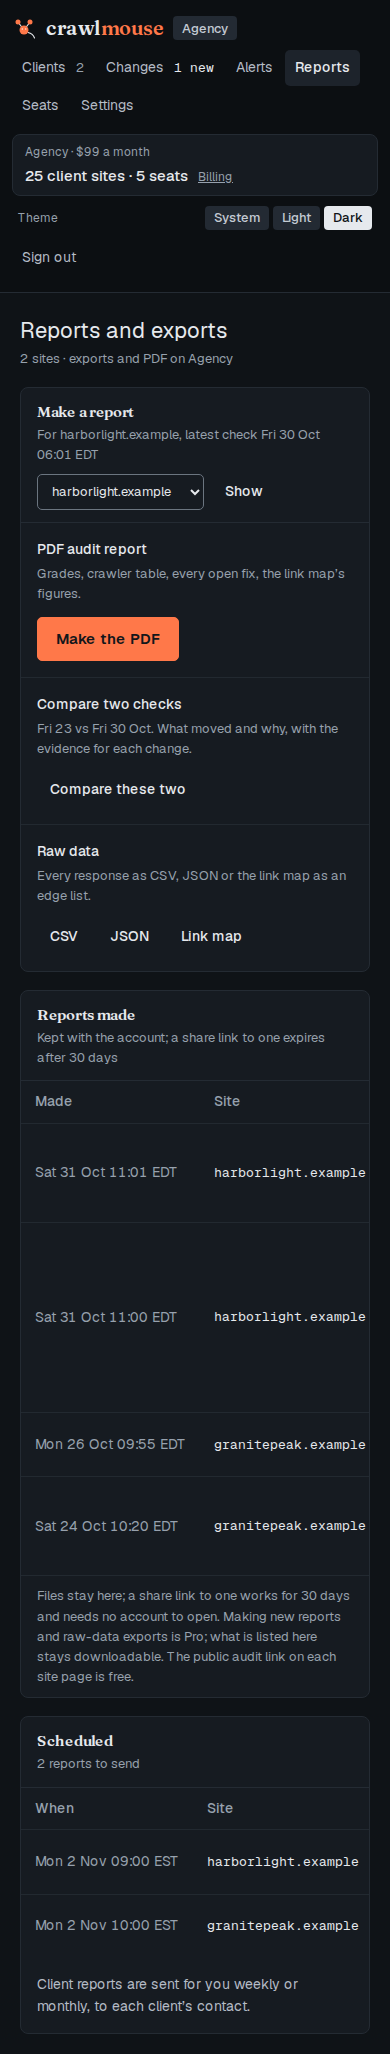 crawlmouse Agency
Clients 2 Changes 1 new Alerts Reports
Seats Settings
Agency · $99 a month
25 client sites · 5 seats Billing
Theme System Light Dark
Sign out
Reports and exports
2 sites · exports and PDF on Agency
Make a report
For harborlight.example, latest check Fri 30 Oct
06:01 EDT
harborlight.example Show
PDF audit report
Grades, crawler table, every open fix, the link map's
figures.
Make the PDF
Compare two checks
Fri 23 vs Fri 30 Oct. What moved and why, with the
evidence for each change.
Compare these two
Raw data
Every response as CSV, JSON or the link map as an
edge list.
CSV JSON Link map
Reports made
Kept with the account; a share link to one expires
after 30 days
Made Site
Sat 31 Oct 11:01 EDT harborlight.example
Sat 31 Oct 11:00 EDT harborlight.example
Mon 26 Oct 09:55 EDT granitepeak.example
Sat 24 Oct 10:20 EDT granitepeak.example
Files stay here; a share link to one works for 30 days
and needs no account to open. Making new reports
and raw-data exports is Pro; what is listed here
stays downloadable. The public audit link on each
site page is free.
Scheduled
2 reports to send
When Site
Mon 2 Nov 09:00 EST harborlight.example
Mon 2 Nov 10:00 EST granitepeak.example
Client reports are sent for you weekly or
monthly, to each client's contact.